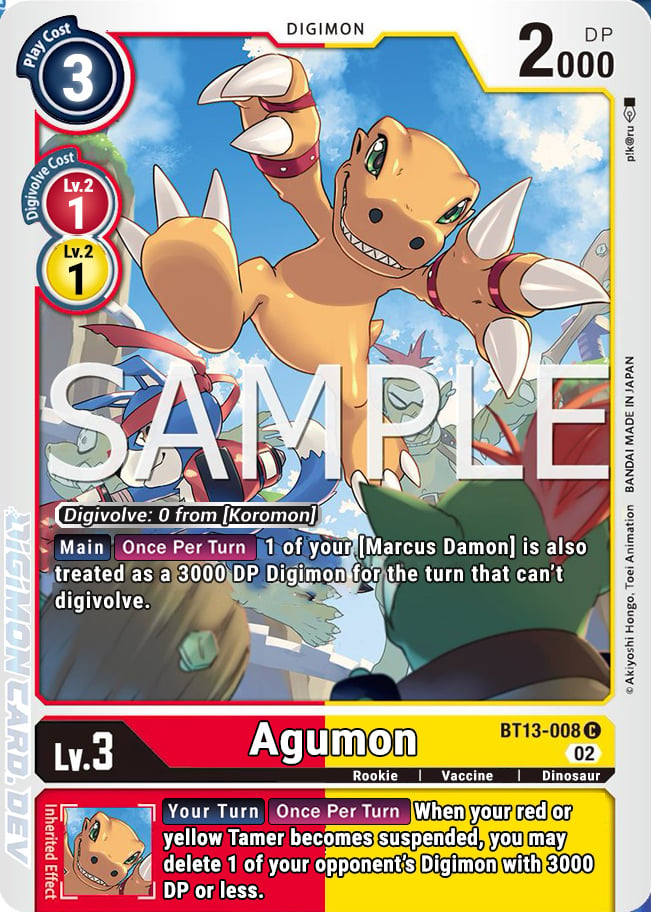 DIGIMON
Play Cost
3
2000
DP
plk@ru
Digivolve Cost
Lv.2
1
Lv.2
1
SAMPLE
Digivolve: 0 from [Koromon]
Main Once Per Turn 1 of your [Marcus Damon] is also
treated as a 3000 DP Digimon for the turn that can't
digivolve.
© Akiyoshi Hongo, Toei Animation BANDAI MADE IN JAPAN
DIGIMONCARD.DEV
Lv.3
Agumon
BT13-008 C
02
Rookie | Vaccine | Dinosaur
Inherited Effect
Your Turn Once Per Turn When your red or
yellow Tamer becomes suspended, you may
delete 1 of your opponent's Digimon with 3000
DP or less.